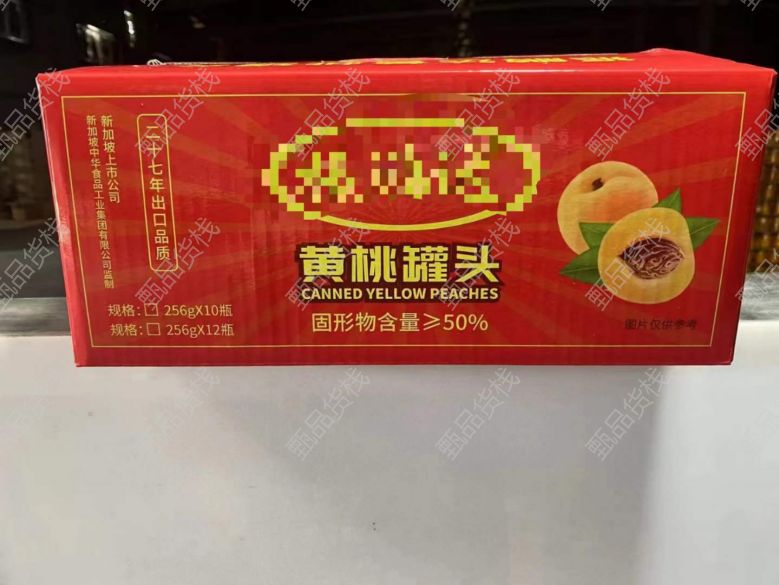 新加坡上市公司
新加坡中华食品工业集团有限公司监制
二十七年出口品质
黄桃罐头
CANNED YELLOW PEACHES
规格：☑ 256gX10瓶
规格：☐ 256gX12瓶
固形物含量≥50%
图片仅供参考
甄品货栈